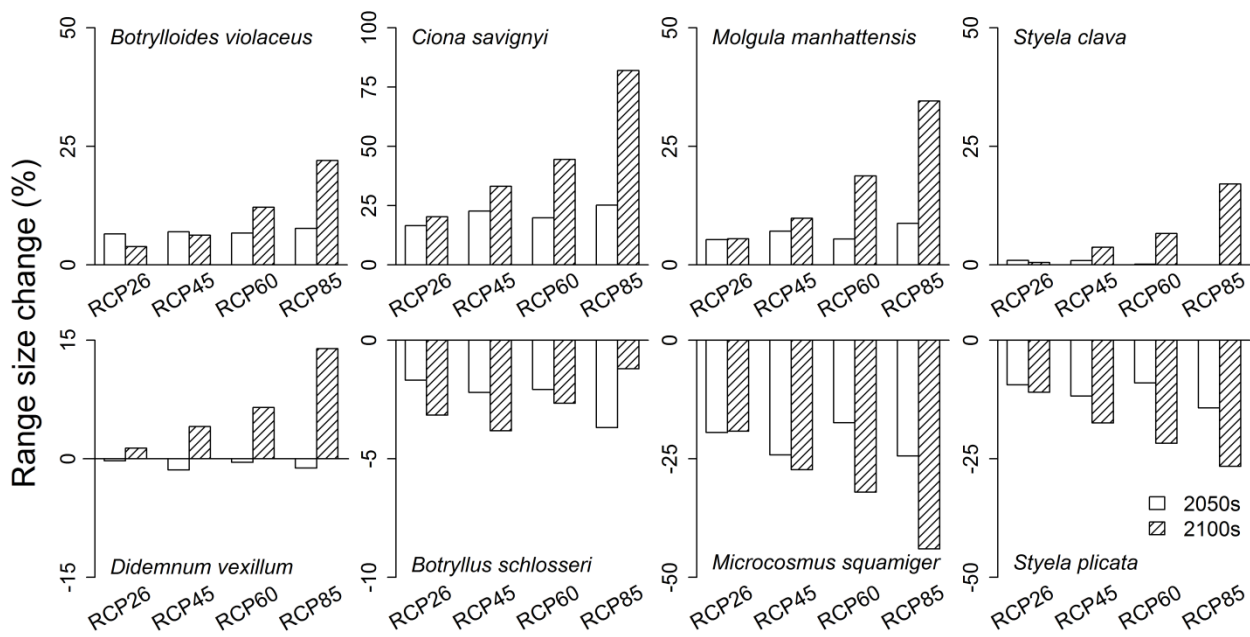 Range size change (%)
Botrylloides violaceus
50
25
0
RCP26 RCP45 RCP60 RCP85
Ciona savignyi
100
75
50
25
0
RCP26 RCP45 RCP60 RCP85
Molgula manhattensis
50
25
0
RCP26 RCP45 RCP60 RCP85
Styela clava
50
25
0
RCP26 RCP45 RCP60 RCP85
15
0
-15
Didemnum vexillum
RCP26 RCP45 RCP60 RCP85
0
-5
-10
Botryllus schlosseri
RCP26 RCP45 RCP60 RCP85
0
-25
-50
Microcosmus squamiger
RCP26 RCP45 RCP60 RCP85
0
-25
-50
2050s
2100s
Styela plicata
RCP26 RCP45 RCP60 RCP85